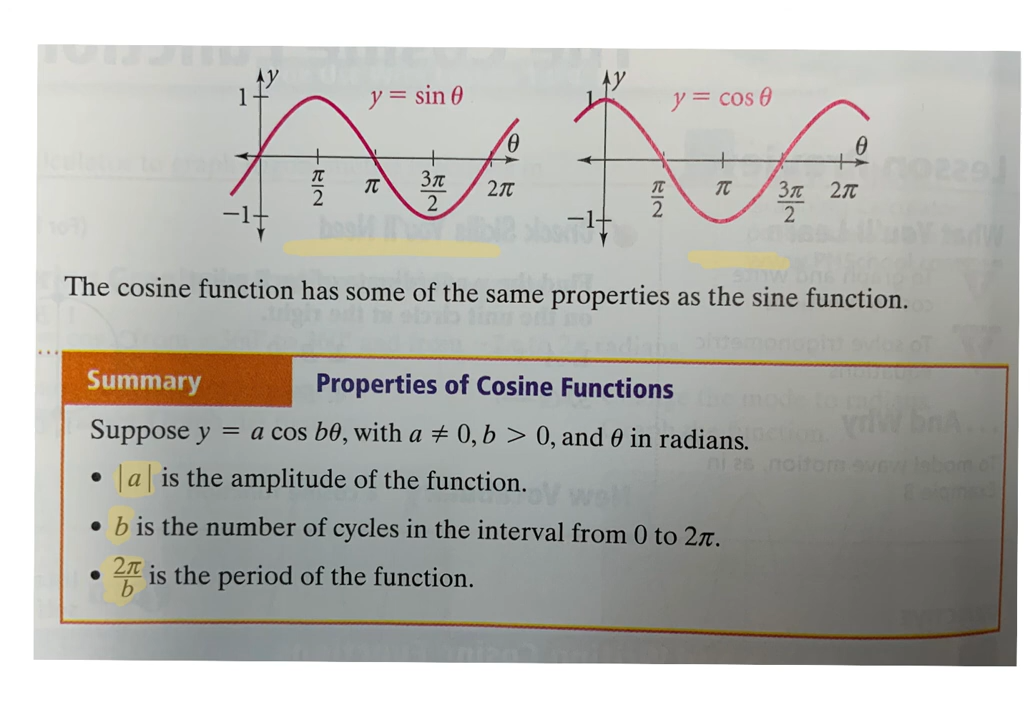 y
1
y = sin θ
θ
π/2
π
3π/2
2π
−1
y
1
y = cos θ
θ
π/2
π
3π/2
2π
−1
The cosine function has some of the same properties as the sine function.
Summary
Properties of Cosine Functions
Suppose y = a cos bθ, with a ≠ 0, b > 0, and θ in radians.
• |a| is the amplitude of the function.
• b is the number of cycles in the interval from 0 to 2π.
• 2π/b is the period of the function.